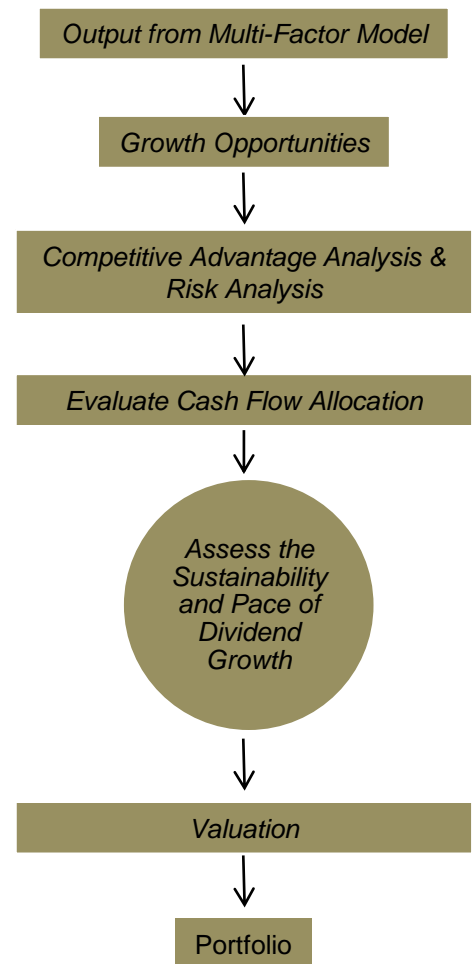 Output from Multi-Factor Model
Growth Opportunities
Competitive Advantage Analysis &
Risk Analysis
Evaluate Cash Flow Allocation
Assess the
Sustainability
and Pace of
Dividend
Growth
Valuation
Portfolio